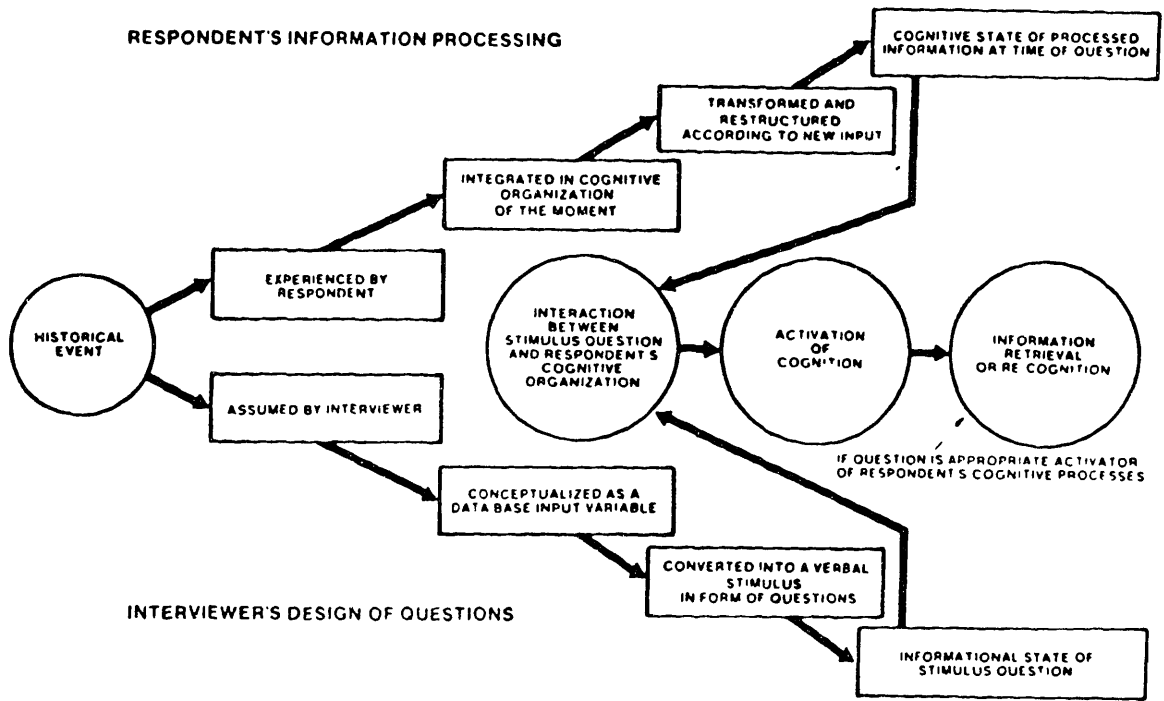 RESPONDENT'S INFORMATION PROCESSING
COGNITIVE STATE OF PROCESSED
INFORMATION AT TIME OF QUESTION
TRANSFORMED AND
RESTRUCTURED
ACCORDING TO NEW INPUT
INTEGRATED IN COGNITIVE
ORGANIZATION
OF THE MOMENT
EXPERIENCED BY
RESPONDENT
HISTORICAL
EVENT
INTERACTION
BETWEEN
STIMULUS QUESTION
AND RESPONDENT'S
COGNITIVE
ORGANIZATION
ACTIVATION
OF
COGNITION
INFORMATION
RETRIEVAL
OR RE COGNITION
IF QUESTION IS APPROPRIATE ACTIVATOR
OF RESPONDENT'S COGNITIVE PROCESSES
ASSUMED BY INTERVIEWER
CONCEPTUALIZED AS A
DATA BASE INPUT VARIABLE
CONVERTED INTO A VERBAL
STIMULUS
IN FORM OF QUESTIONS
INTERVIEWER'S DESIGN OF QUESTIONS
INFORMATIONAL STATE OF
STIMULUS QUESTION